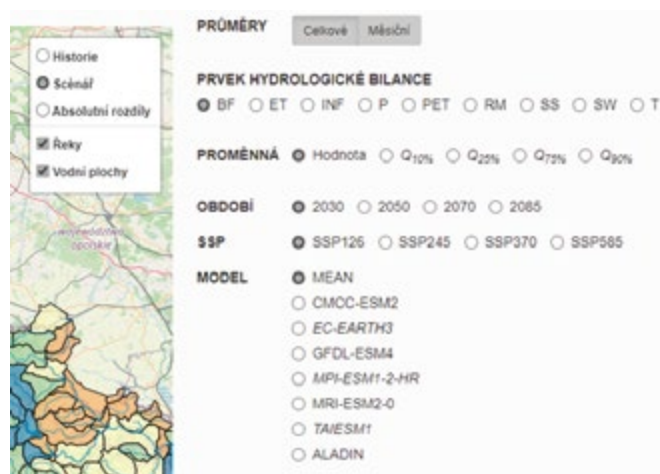 PRŮMĚRY Celkové Měsíční
Historie
Scénář
Absolutní rozdíly
Řeky
Vodní plochy
województwo
opolskie
PRVEK HYDROLOGICKÉ BILANCE
BF ET INF P PET RM SS SW T
PROMĚNNÁ Hodnota Q10% Q25% Q75% Q90%
OBDOBÍ 2030 2050 2070 2085
SSP SSP126 SSP245 SSP370 SSP585
MODEL MEAN
CMCC-ESM2
EC-EARTH3
GFDL-ESM4
MPI-ESM1-2-HR
MRI-ESM2-0
TAIESM1
ALADIN